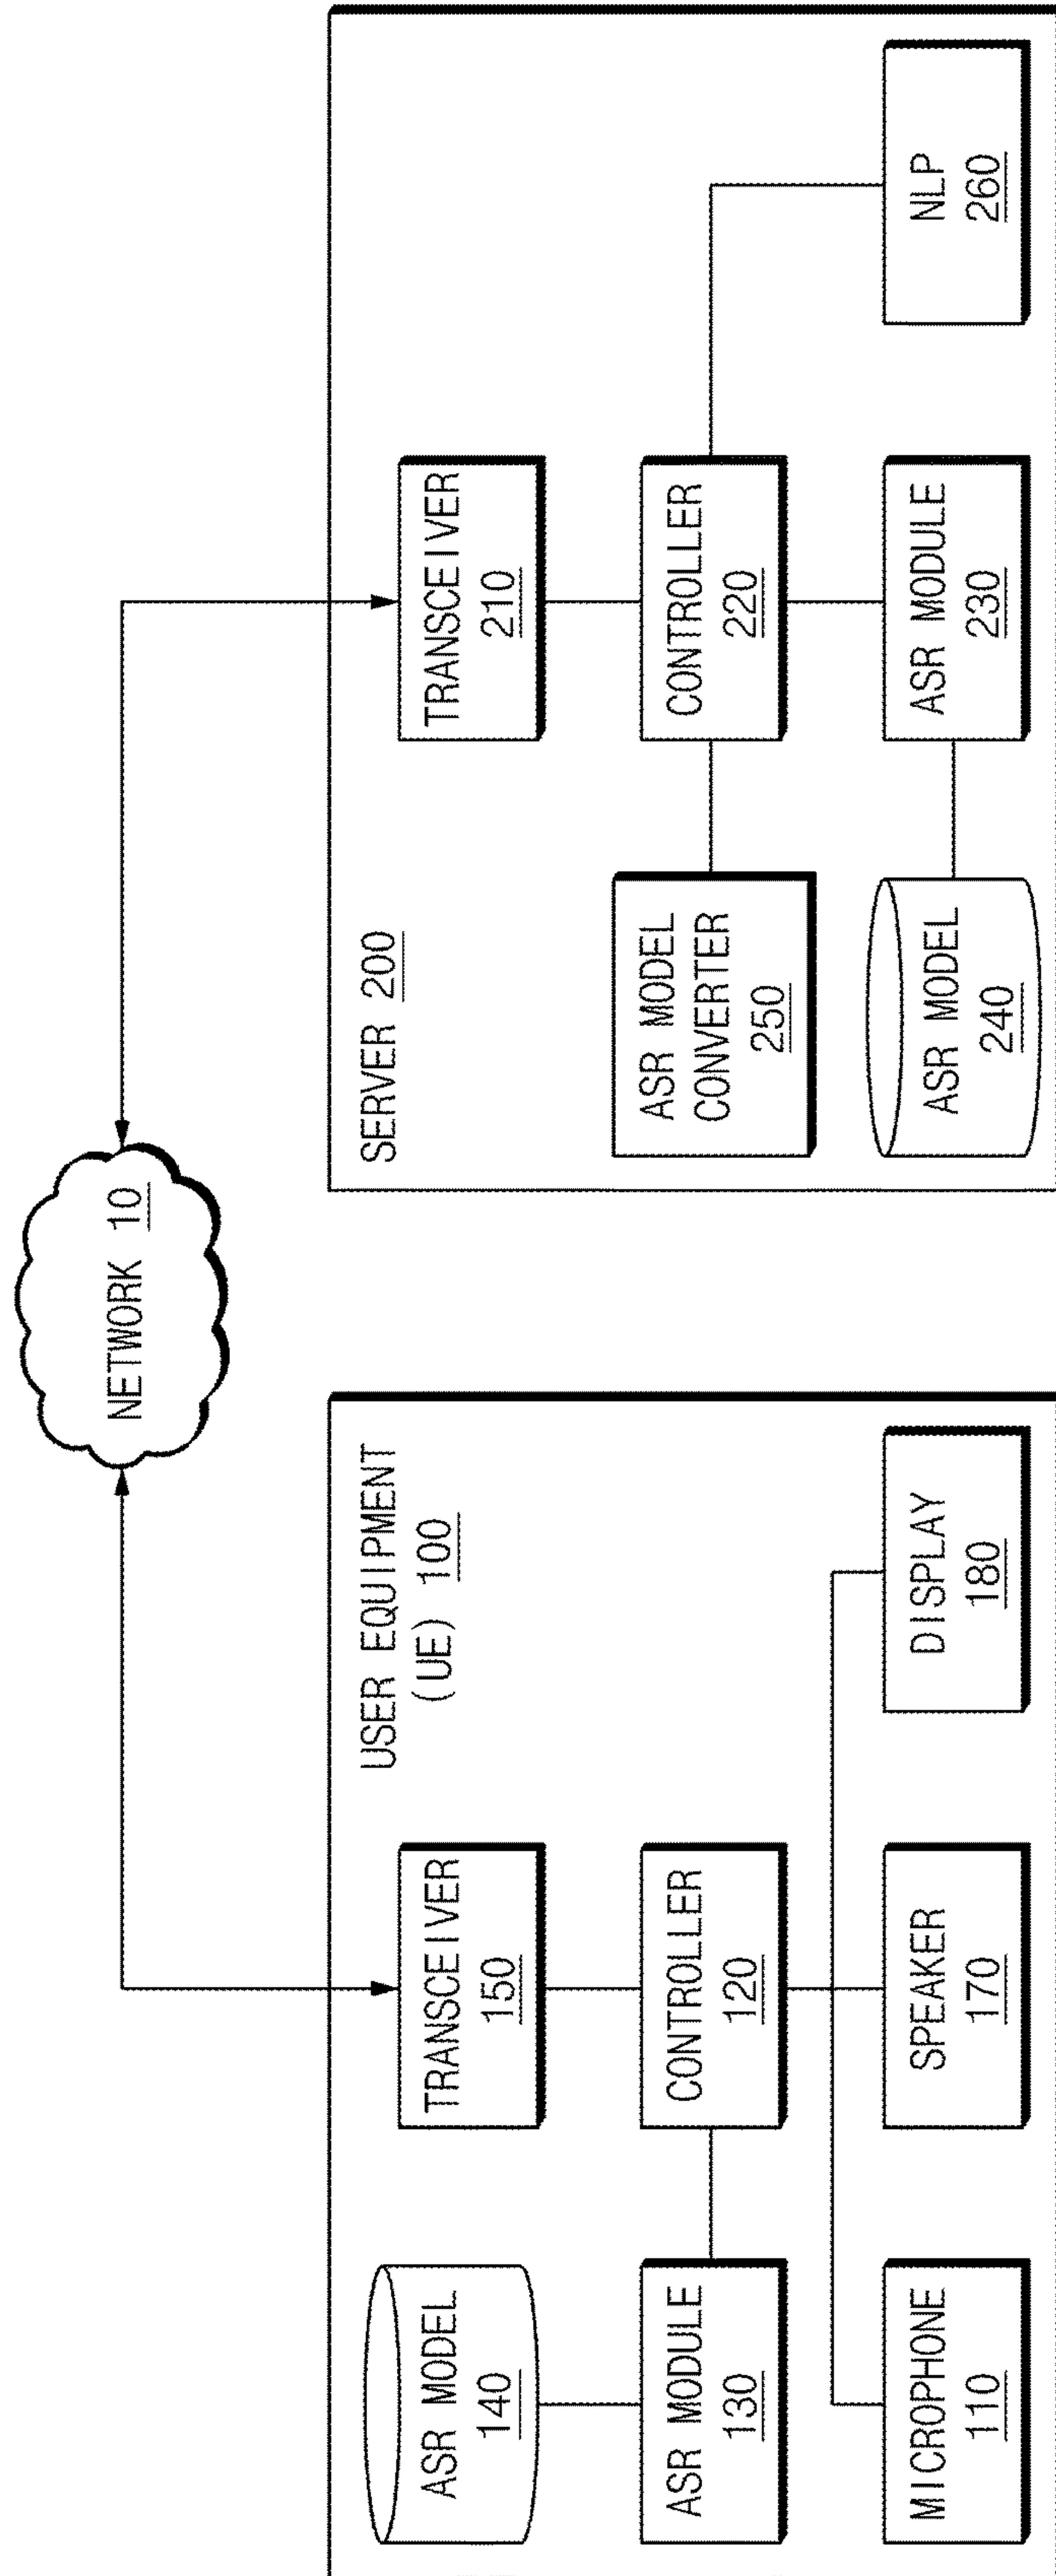 NETWORK 10
USER EQUIPMENT
(UE) 100
ASR MODEL
140
TRANSCEIVER
150
ASR MODULE
130
CONTROLLER
120
MICROPHONE
110
SPEAKER
170
DISPLAY
180
SERVER 200
TRANSCEIVER
210
ASR MODEL
CONVERTER
250
CONTROLLER
220
ASR MODEL
240
ASR MODULE
230
NLP
260